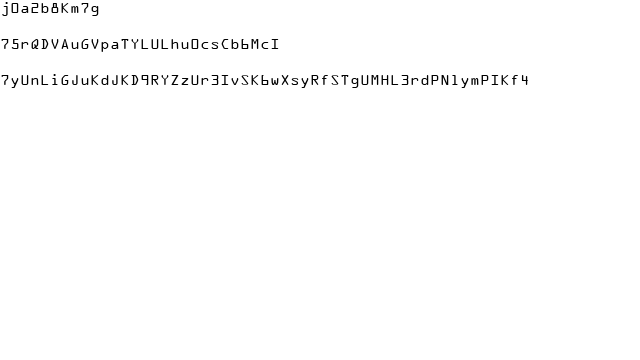 jOa2b8Km7g
75rQDVAuGVpaTYLULhuOcsCb6McI
7yUnLiGJuKdJKD9RYZzUr3IvSK6wXsyRfSTgUMHL3rdPN1ymPIKf4